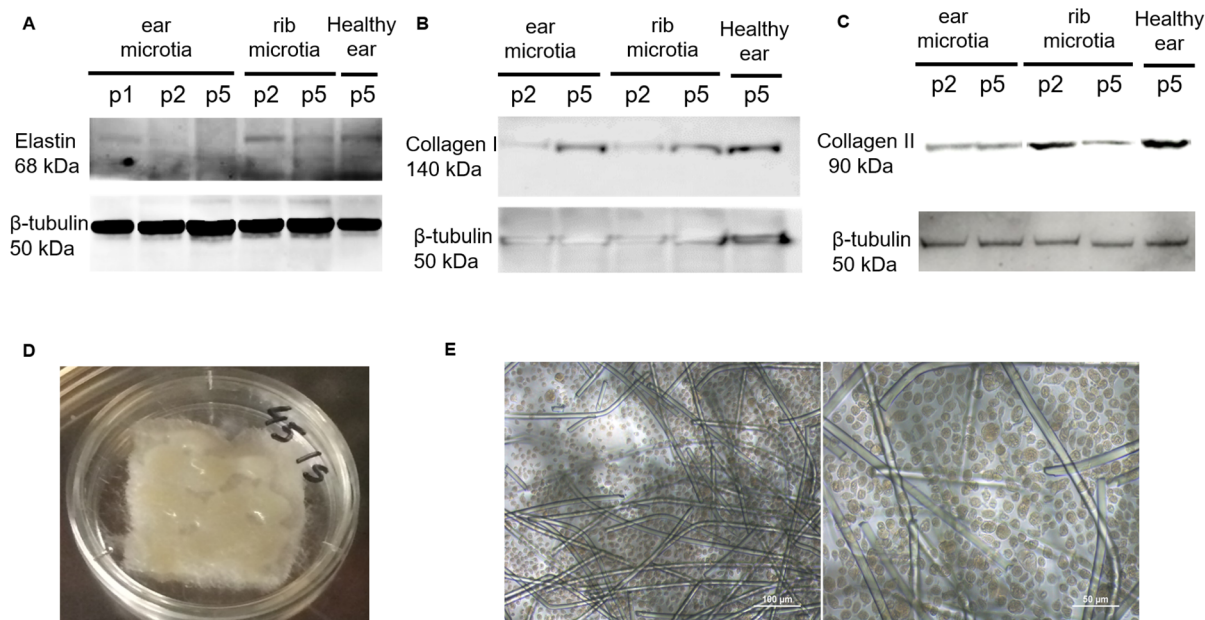 A
ear
microtia
rib
microtia
Healthy
ear
p1 p2 p5 p2 p5 p5
Elastin
68 kDa
β-tubulin
50 kDa
B
ear
microtia
rib
microtia
Healthy
ear
p2 p5 p2 p5 p5
Collagen I
140 kDa
β-tubulin
50 kDa
C
ear
microtia
rib
microtia
Healthy
ear
p2 p5 p2 p5 p5
Collagen II
90 kDa
β-tubulin
50 kDa
D
E
100 µm
50 µm